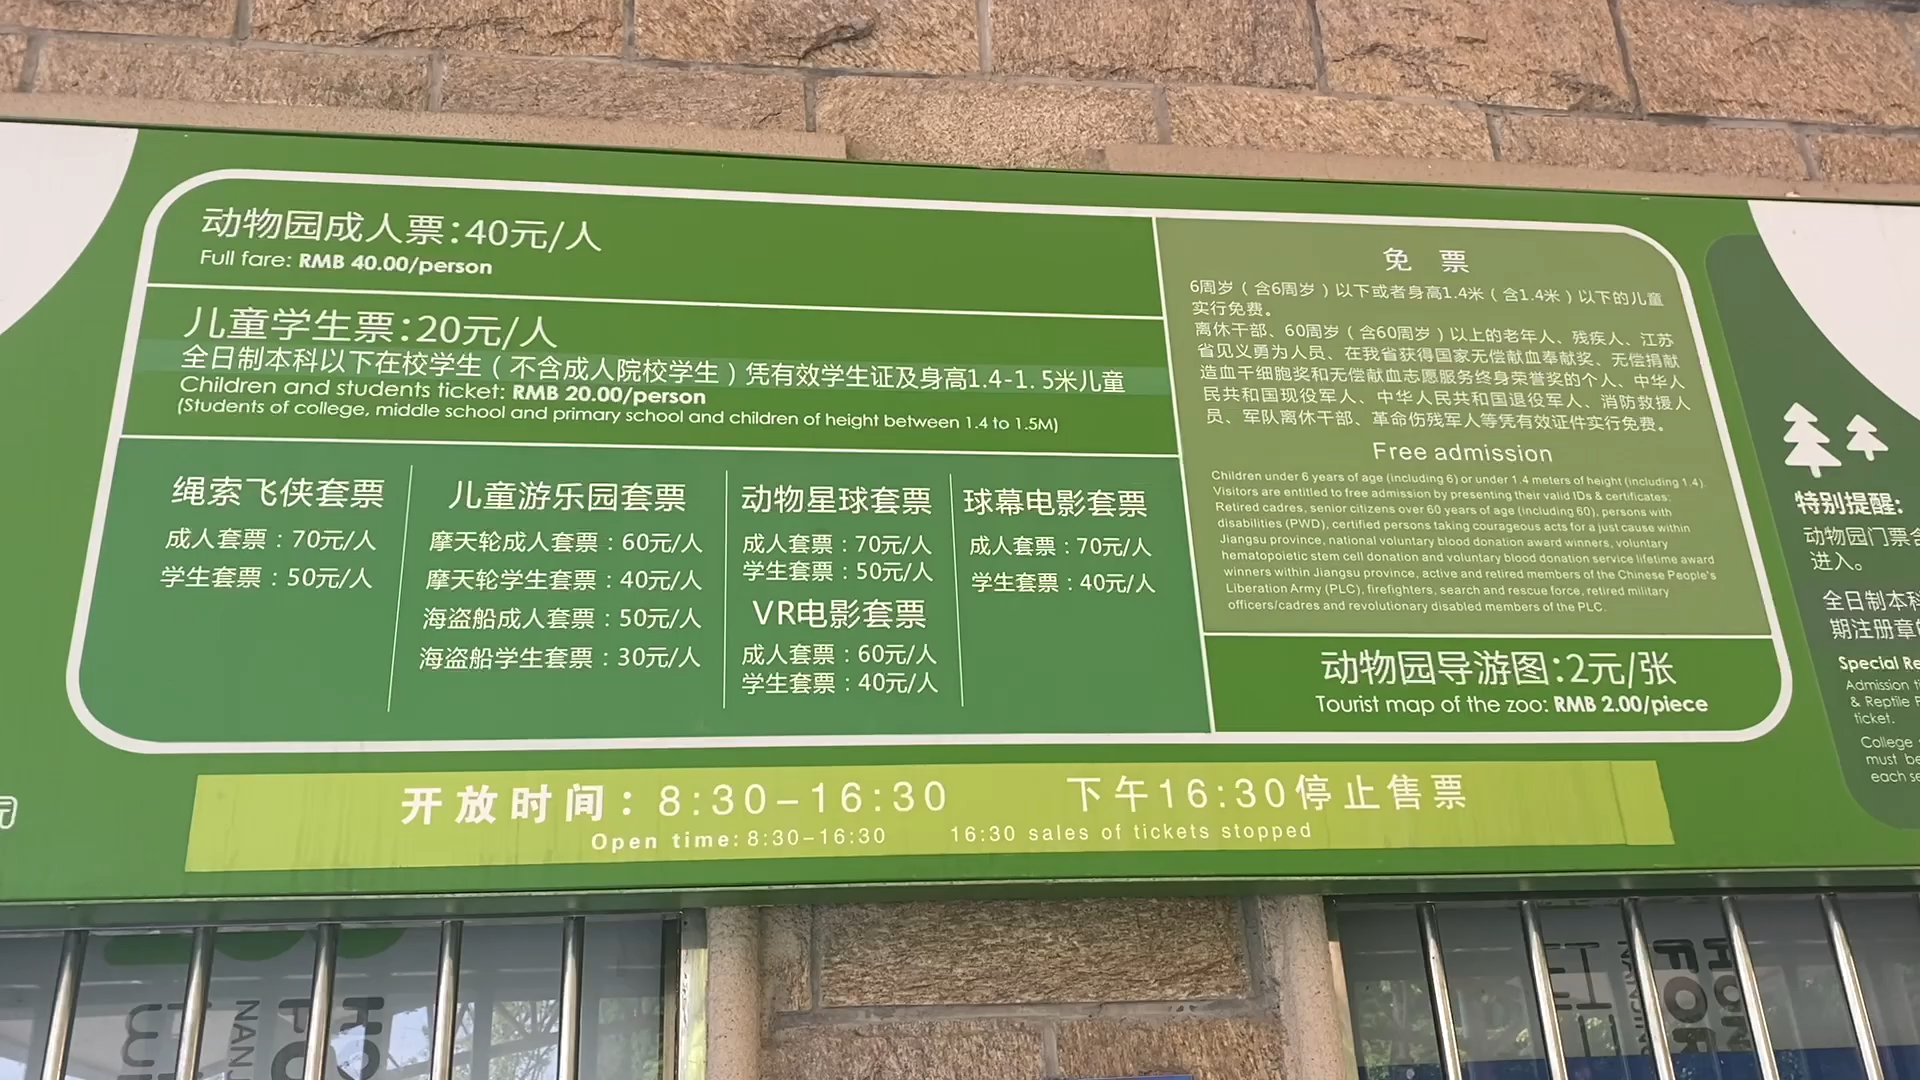 动物园成人票:40元/人
Full fare: RMB 40.00/person
儿童学生票:20元/人
全日制本科以下在校学生（不含成人院校学生）凭有效学生证及身高1.4-1.5米儿童
Children and students ticket: RMB 20.00/person
(Students of college, middle school and primary school and children of height between 1.4 to 1.5M)
绳索飞侠套票
成人套票：70元/人
学生套票：50元/人
儿童游乐园套票
摩天轮成人套票：60元/人
摩天轮学生套票：40元/人
海盗船成人套票：50元/人
海盗船学生套票：30元/人
动物星球套票
成人套票：70元/人
学生套票：50元/人
VR电影套票
成人套票：60元/人
学生套票：40元/人
球幕电影套票
成人套票：70元/人
学生套票：40元/人
免 票
6周岁（含6周岁）以下或者身高1.4米（含1.4米）以下的儿童
实行免费。
离休干部、60周岁（含60周岁）以上的老年人、残疾人、江苏
省见义勇为人员、在我省获得国家无偿献血奉献奖、无偿捐献
造血干细胞奖和无偿献血志愿服务终身荣誉奖的个人、中华人
民共和国现役军人、中华人民共和国退役军人、消防救援人
员、军队离休干部、革命伤残军人等凭有效证件实行免费。
Free admission
Children under 6 years of age (including 6) or under 1.4 meters of height (including 1.4).
Visitors are entitled to free admission by presenting their valid IDs & certificates:
Retired cadres, senior citizens over 60 years of age (including 60), persons with
disabilities (PWD), certified persons taking courageous acts for a just cause within
Jiangsu province, national voluntary blood donation award winners, voluntary
hematopoietic stem cell donation and voluntary blood donation service lifetime award
winners within Jiangsu province, active and retired members of the Chinese People's
Liberation Army (PLC), firefighters, search and rescue force, retired military
officers/cadres and revolutionary disabled members of the PLC.
动物园导游图:2元/张
Tourist map of the zoo: RMB 2.00/piece
开放时间：8:30-16:30 下午16:30停止售票
Open time: 8:30-16:30 16:30 sales of tickets stopped
特别提醒:
动物园门票含
进入。
全日制本科
期注册章
Special Re
Admission ti
& Reptile
ticket.
College
must be
each se
园